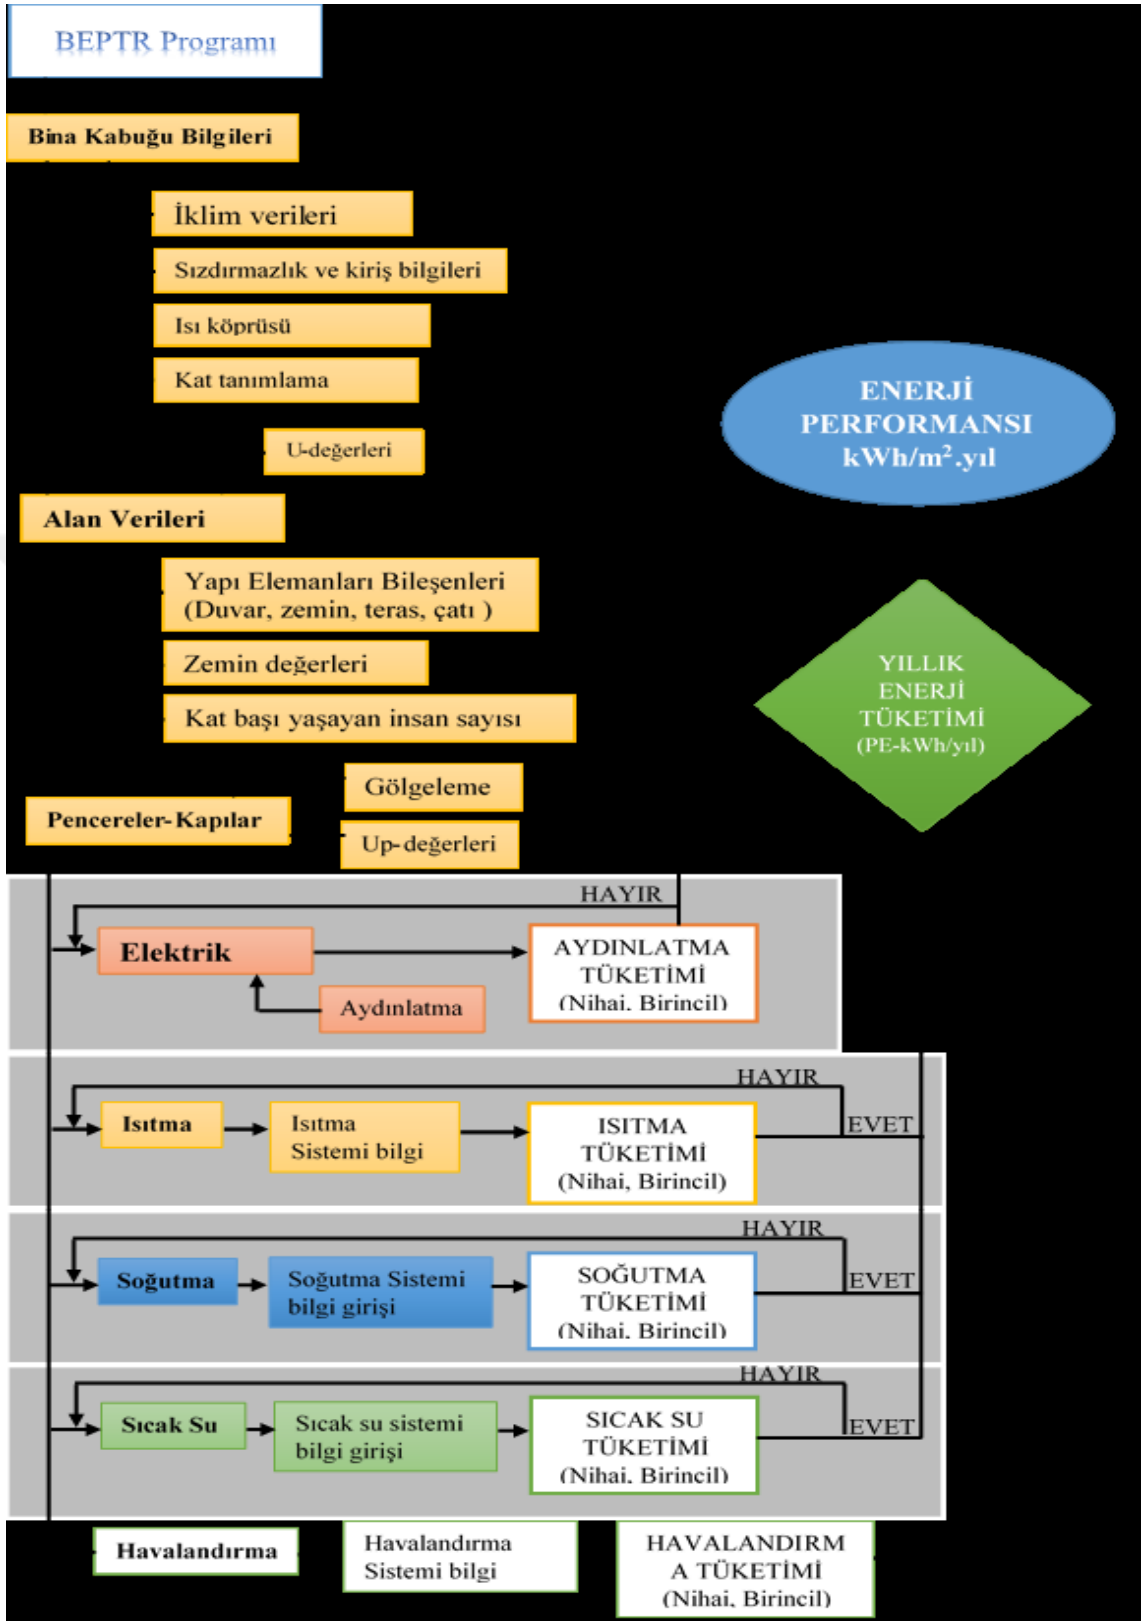 BEPTR Programı
Bina Kabuğu Bilgileri
İklim verileri
Sızdırmazlık ve kiriş bilgileri
Isı köprüsü
Kat tanımlama
U-değerleri
ENERJİ
PERFORMANSI
kWh/m².yıl
Alan Verileri
Yapı Elemanları Bileşenleri
(Duvar, zemin, teras, çatı )
Zemin değerleri
Kat başı yaşayan insan sayısı
YILLIK
ENERJİ
TÜKETİMİ
(PE-kWh/yıl)
Pencereler-Kapılar
Gölgeleme
Up-değerleri
HAYIR
Elektrik
Aydınlatma
AYDINLATMA
TÜKETİMİ
(Nihai, Birincil)
HAYIR
Isıtma
Isıtma
Sistemi bilgi
ISITMA
TÜKETİMİ
(Nihai, Birincil)
EVET
HAYIR
Soğutma
Soğutma Sistemi
bilgi girişi
SOĞUTMA
TÜKETİMİ
(Nihai, Birincil)
EVET
HAYIR
Sıcak Su
Sıcak su sistemi
bilgi girişi
SICAK SU
TÜKETİMİ
(Nihai, Birincil)
EVET
Havalandırma
Havalandırma
Sistemi bilgi
HAVALANDIRM
A TÜKETİMİ
(Nihai, Birincil)